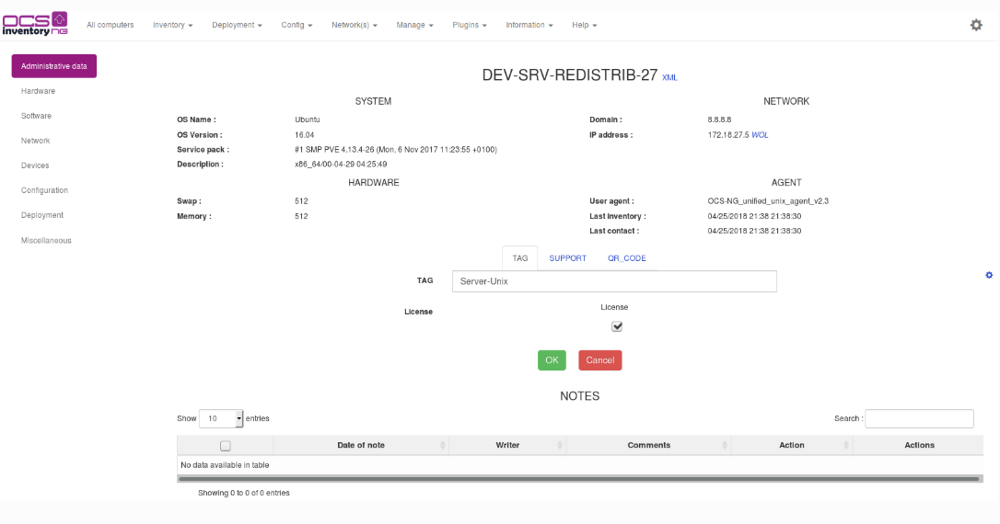 OCS inventory NG
All computers Inventory Deployment Config Network(s) Manage Plugins Information Help
Administrative data
Hardware
Software
Network
Devices
Configuration
Deployment
Miscellaneous
DEV-SRV-REDISTRIB-27 XML
SYSTEM
OS Name : Ubuntu
OS Version : 16.04
Service pack : #1 SMP PVE 4.13.4-26 (Mon, 6 Nov 2017 11:23:55 +0100)
Description : x86_64/00-04-29 04:25:49
NETWORK
Domain : 8.8.8.8
IP address : 172.18.27.5 WOL
HARDWARE
Swap : 512
Memory : 512
AGENT
User agent : OCS-NG_unified_unix_agent_v2.3
Last inventory : 04/25/2018 21:38 21:38:30
Last contact : 04/25/2018 21:38 21:38:30
TAG SUPPORT QR_CODE
TAG Server-Unix
License License
OK Cancel
NOTES
Show 10 entries Search :
Date of note Writer Comments Action Actions
No data available in table
Showing 0 to 0 of 0 entries